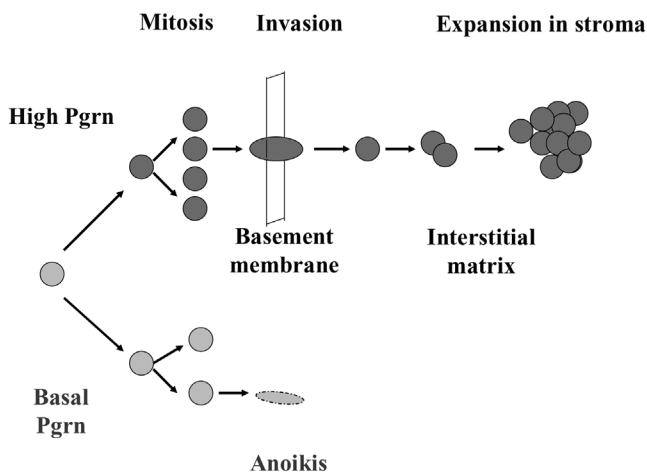 Mitosis
Invasion
Expansion in stroma
High Pgrn
Basement
membrane
Interstitial
matrix
Basal
Pgrn
Anoikis